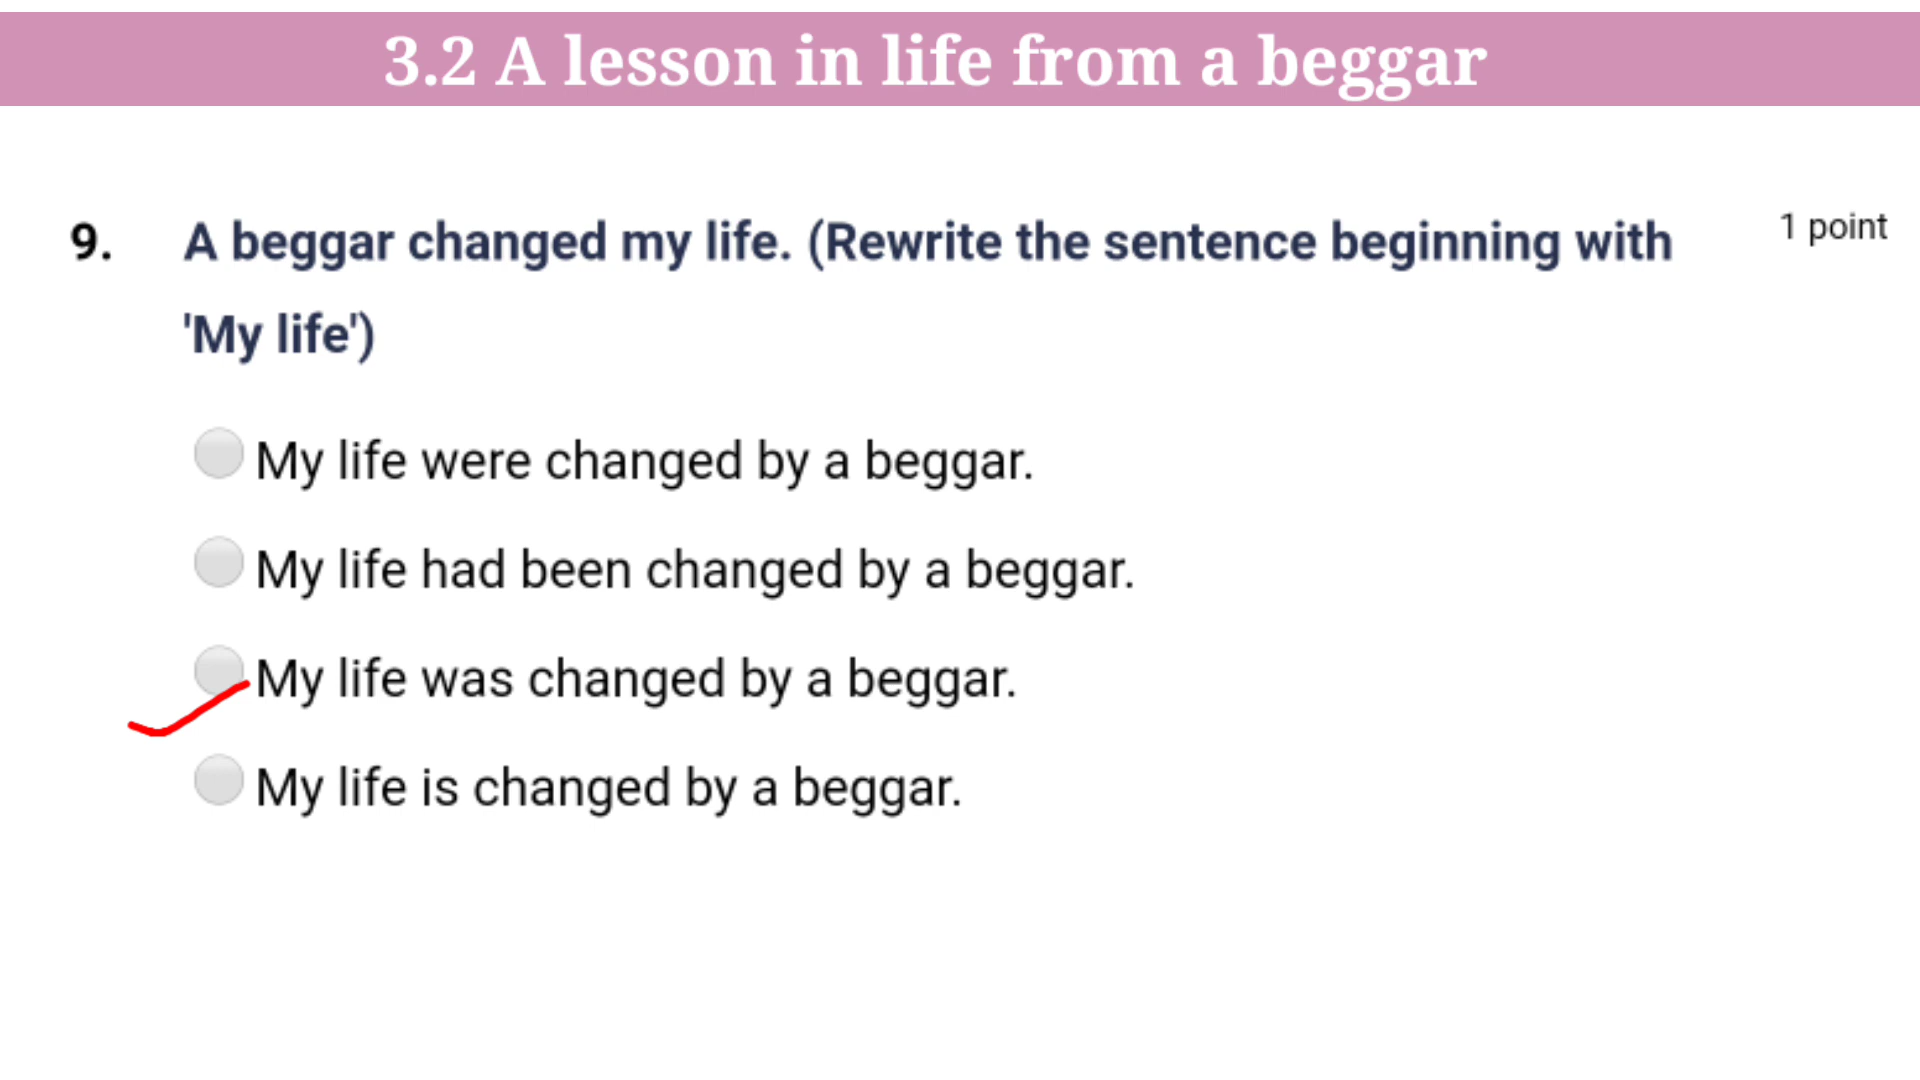 3.2 A lesson in life from a beggar
9. A beggar changed my life. (Rewrite the sentence beginning with 1 point
'My life')
My life were changed by a beggar.
My life had been changed by a beggar.
My life was changed by a beggar.
My life is changed by a beggar.